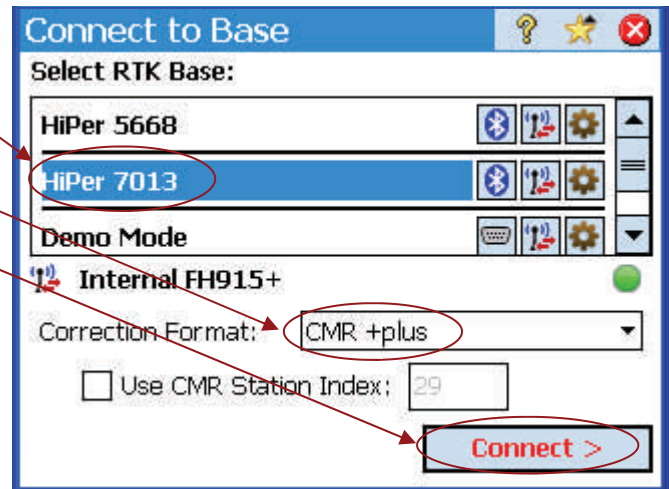 Connect to Base
Select RTK Base:
HiPer 5668
HiPer 7013
Demo Mode
Internal FH915+
Correction Format: CMR +plus
Use CMR Station Index: 29
Connect >